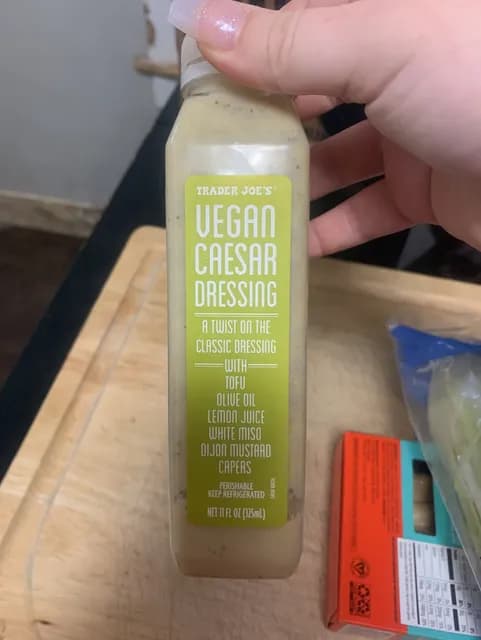 TRADER JOE'S
VEGAN
CAESAR
DRESSING
A TWIST ON THE
CLASSIC DRESSING
WITH
TOFU
OLIVE OIL
LEMON JUICE
WHITE MISO
DIJON MUSTARD
CAPERS
PERISHABLE
KEEP REFRIGERATED
NET 11 FL OZ (325mL)